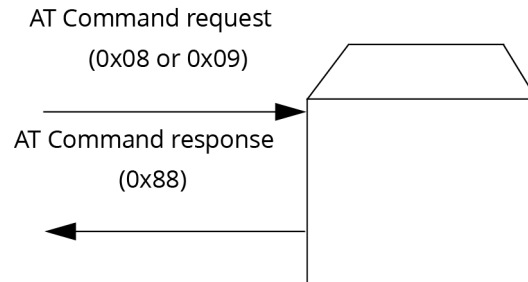 AT Command request
(0x08 or 0x09)
AT Command response
(0x88)